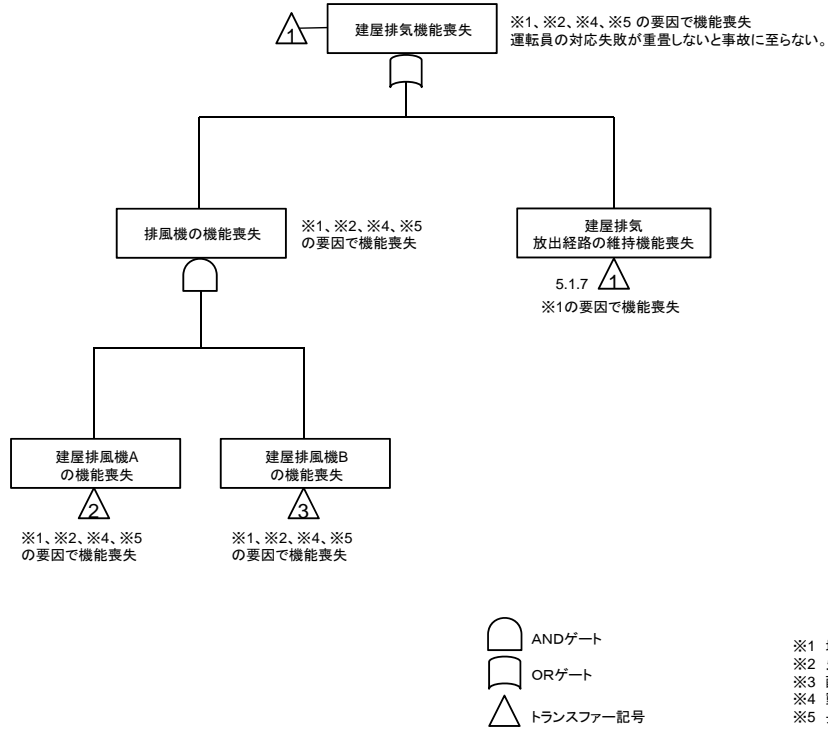 1
建屋排気機能喪失
※1、※2、※4、※5 の要因で機能喪失
運転員の対応失敗が重畳しないと事故に至らない。
排風機の機能喪失
※1、※2、※4、※5
の要因で機能喪失
建屋排気
放出経路の維持機能喪失
5.1.7
1
※1の要因で機能喪失
建屋排風機A
の機能喪失
2
※1、※2、※4、※5
の要因で機能喪失
建屋排風機B
の機能喪失
3
※1、※2、※4、※5
の要因で機能喪失
ANDゲート
ORゲート
トランスファー記号
※1
※2
※3
※4
※5